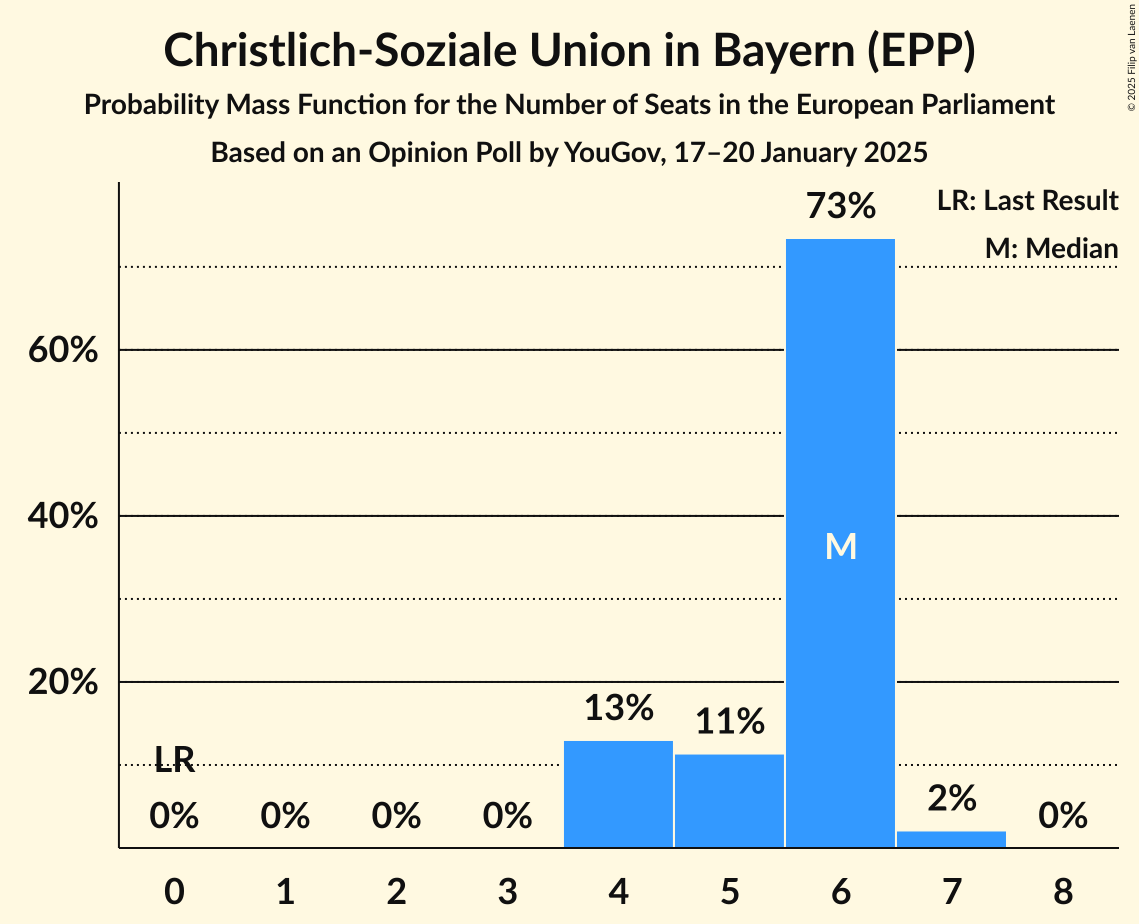 Christlich-Soziale Union in Bayern (EPP)
Probability Mass Function for the Number of Seats in the European Parliament
Based on an Opinion Poll by YouGov, 17–20 January 2025
© 2025 Filip van Laenen
LR: Last Result
M: Median
73%
60%
40%
M
20%
13%
11%
LR
2%
0%
0%
0%
0%
0%
0
1
2
3
4
5
6
7
8